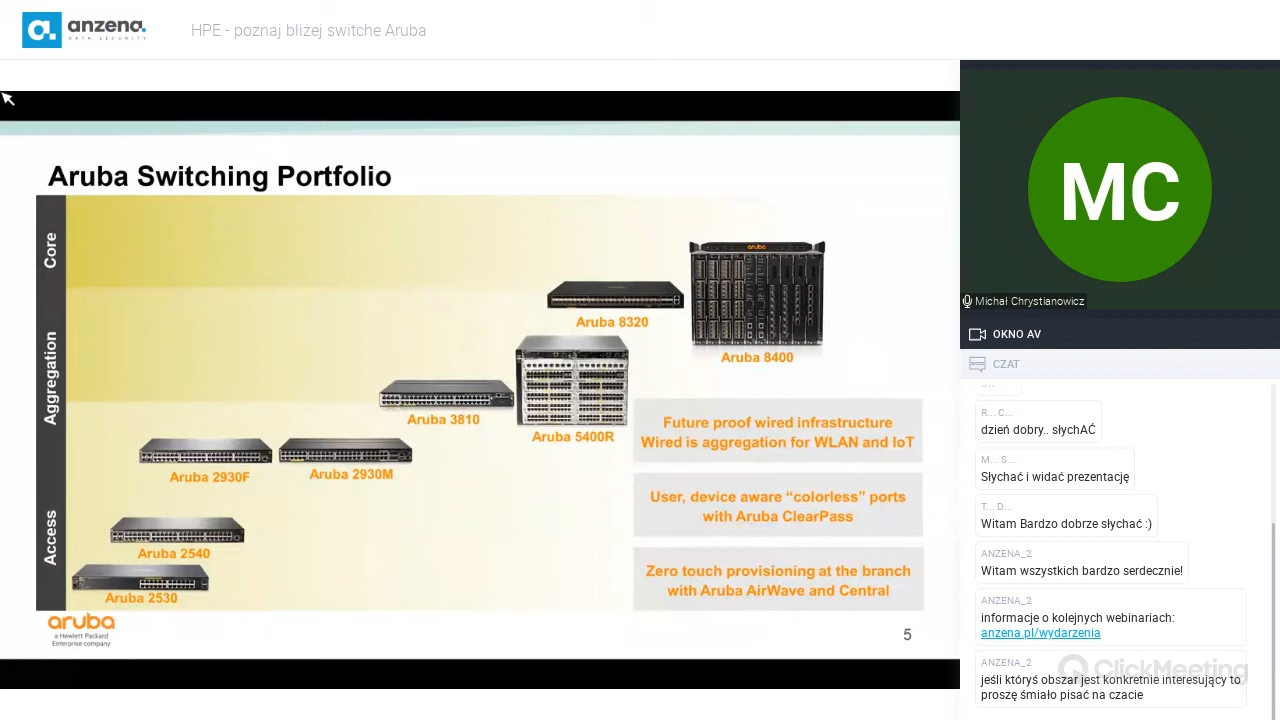 anzena.
DATA SECURITY
HPE - poznaj bliżej switche Aruba
Aruba Switching Portfolio
Core
Aggregation
Access
aruba
Aruba 8320
Aruba 8400
Aruba 3810
Aruba 5400R
Aruba 2930F
Aruba 2930M
Aruba 2540
Aruba 2530
Future proof wired infrastructure
Wired is aggregation for WLAN and IoT
User, device aware “colorless” ports
with Aruba ClearPass
Zero touch provisioning at the branch
with Aruba AirWave and Central
aruba
a Hewlett Packard
Enterprise company
5
MC
Michał Chrystianowicz
OKNO AV
CZAT
R... C...
dzień dobry.. słychAĆ
M... S...
Słychać i widać prezentację
T... D...
Witam Bardzo dobrze słychać :)
ANZENA_2
Witam wszystkich bardzo serdecznie!
ANZENA_2
informacje o kolejnych webinariach:
anzena.pl/wydarzenia
ANZENA_2
jeśli któryś obszar jest konkretnie interesujący to
proszę śmiało pisać na czacie
ClickMeeting